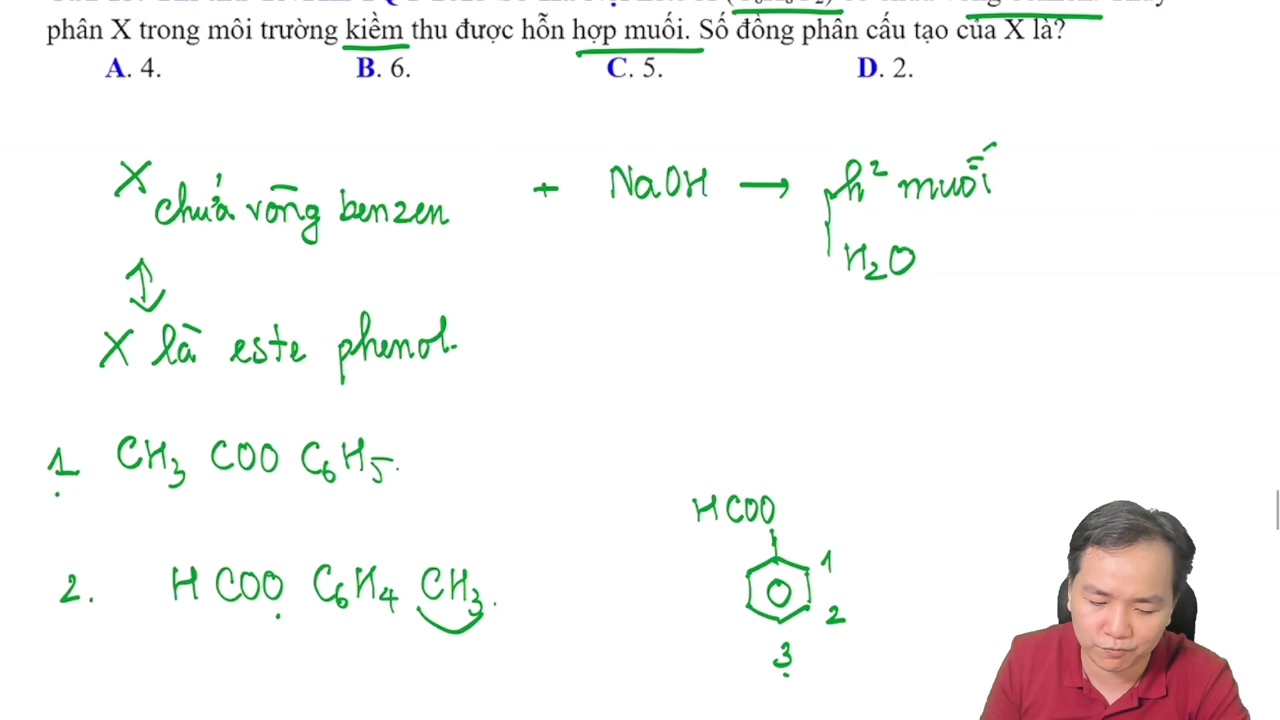 phân X trong môi trường kiềm thu được hỗn hợp muối. Số đồng phân cấu tạo của X là?
A. 4. B. 6. C. 5. D. 2.
X chứa vòng benzen + NaOH → h² muối
H2O
X là este phenol.
1. CH3 COO C6H5.
HCOO
1
2
3
2. H COO C6H4 CH3.